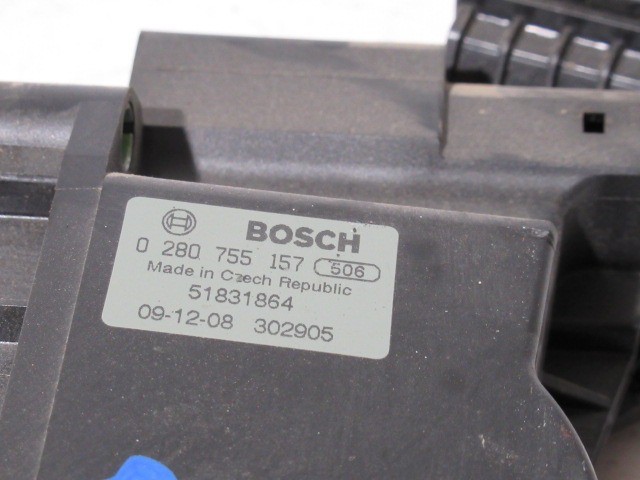 BOSCH
0 280 755 157 506
Made in Czech Republic
51831864
09-12-08 302905